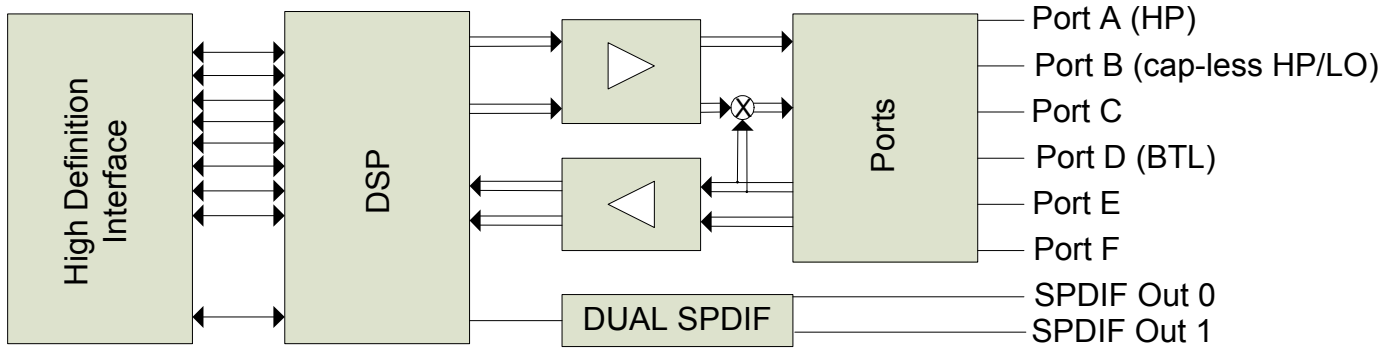 High Definition
Interface
DSP
Ports
X
DUAL SPDIF
Port A (HP)
Port B (cap-less HP/LO)
Port C
Port D (BTL)
Port E
Port F
SPDIF Out 0
SPDIF Out 1